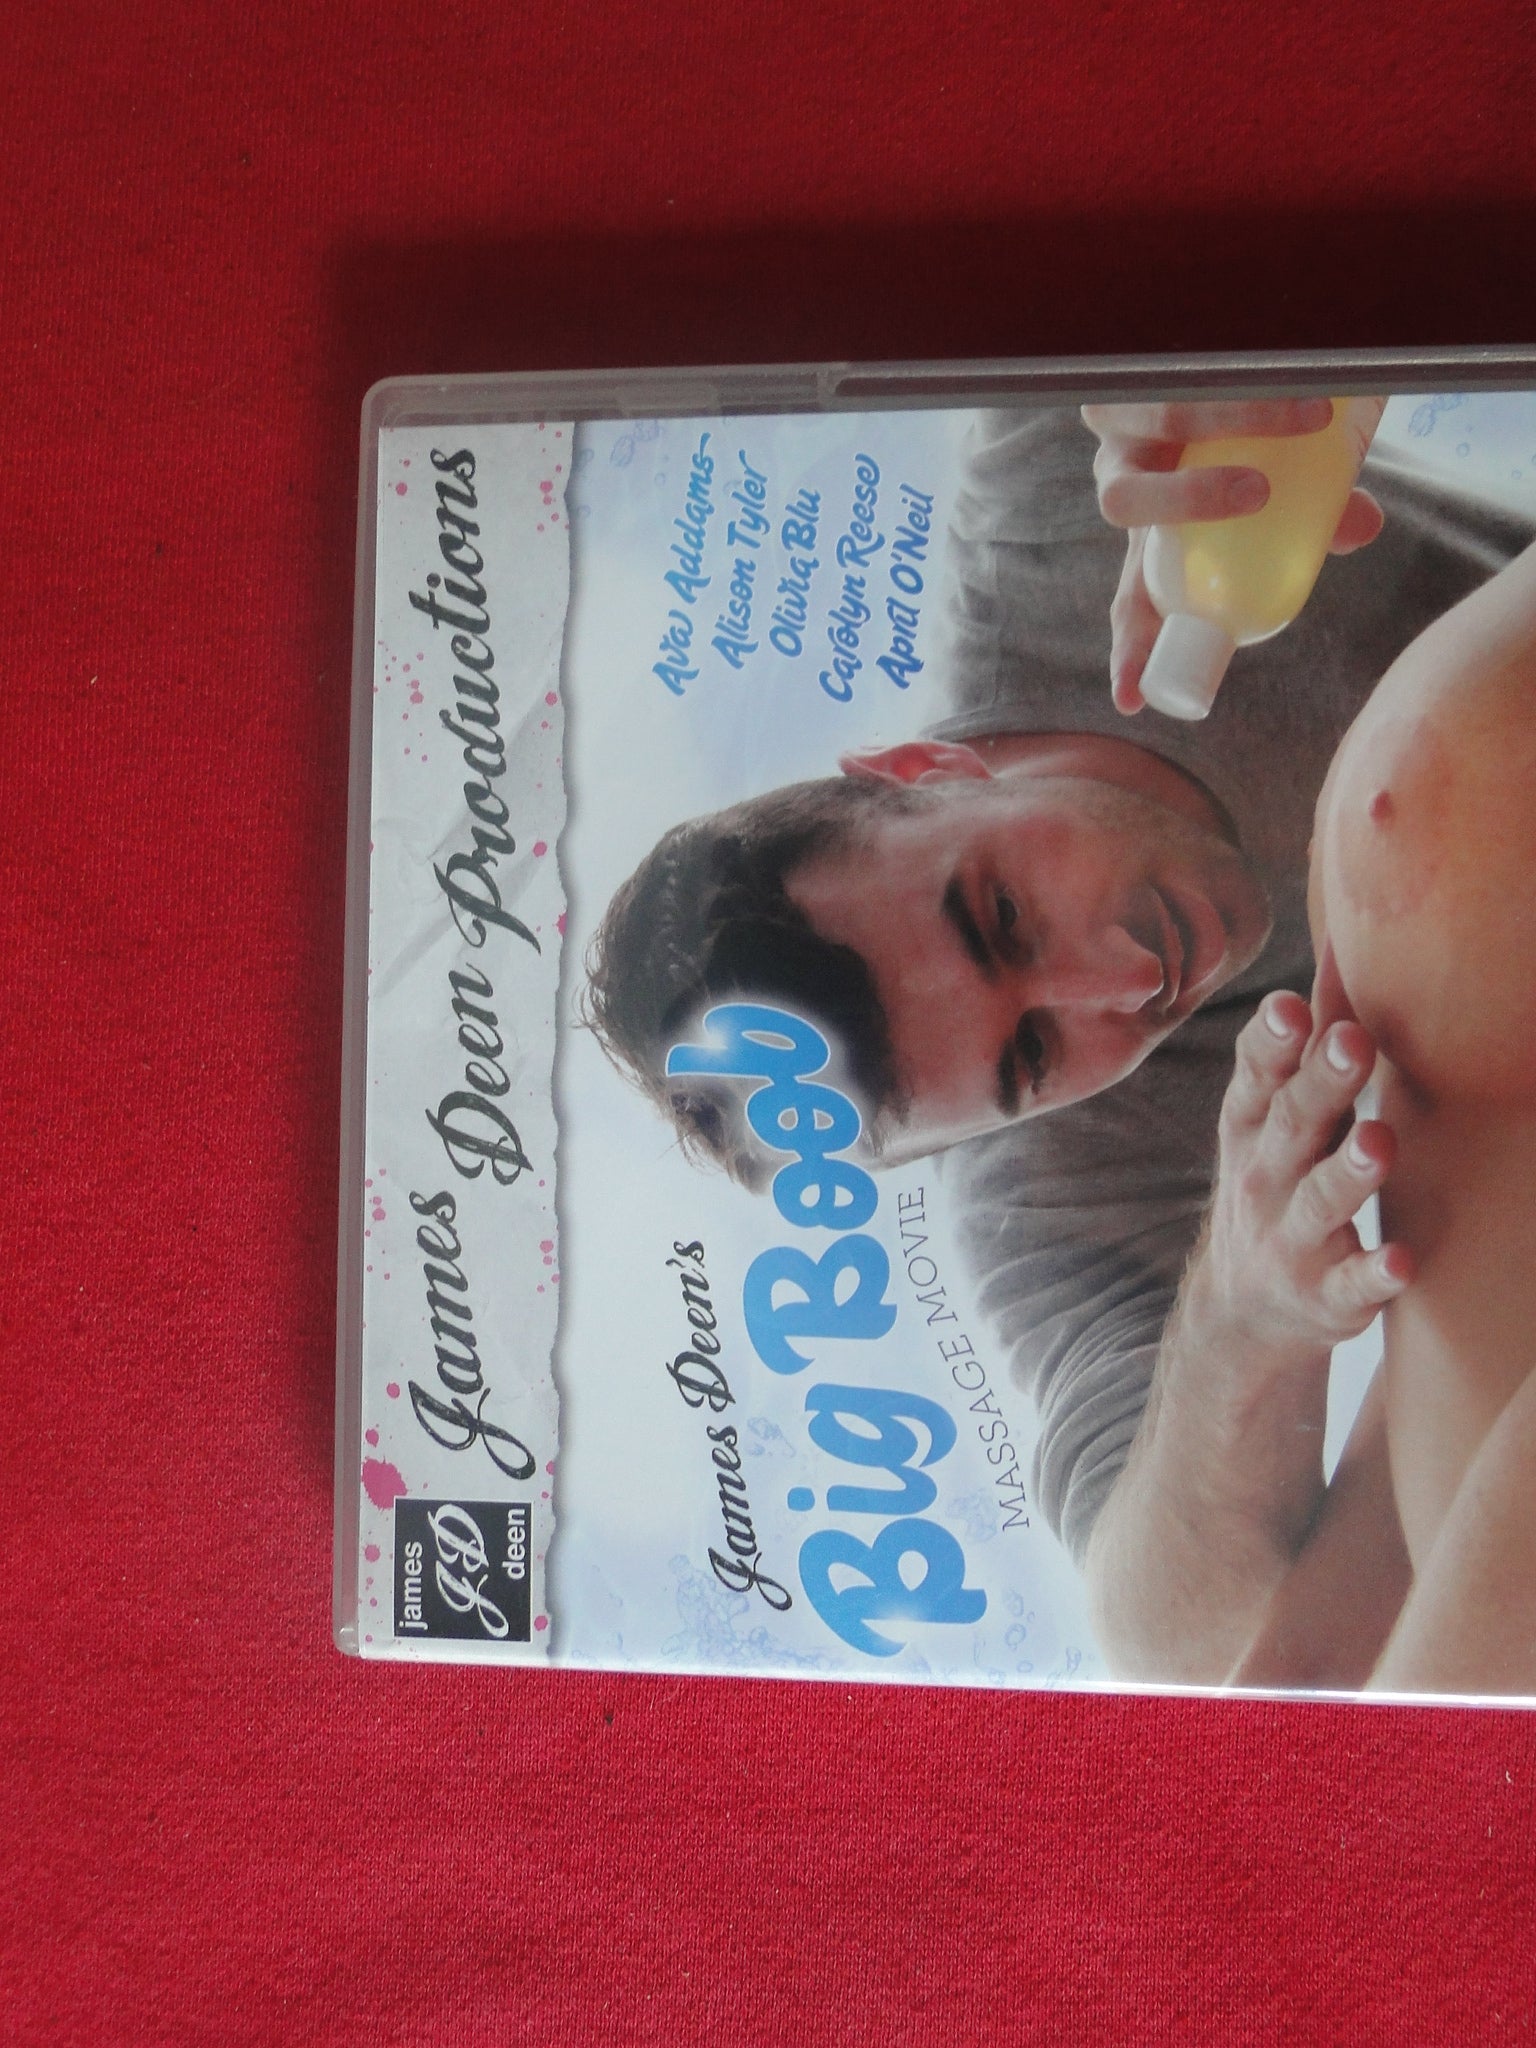 james
JD
deen
James Deen Productions
James Deen's
Big Boob
MASSAGE MOVIE
Ava Addams
Alison Tyler
Olivia Blu
Carolyn Reese
April O'Neil